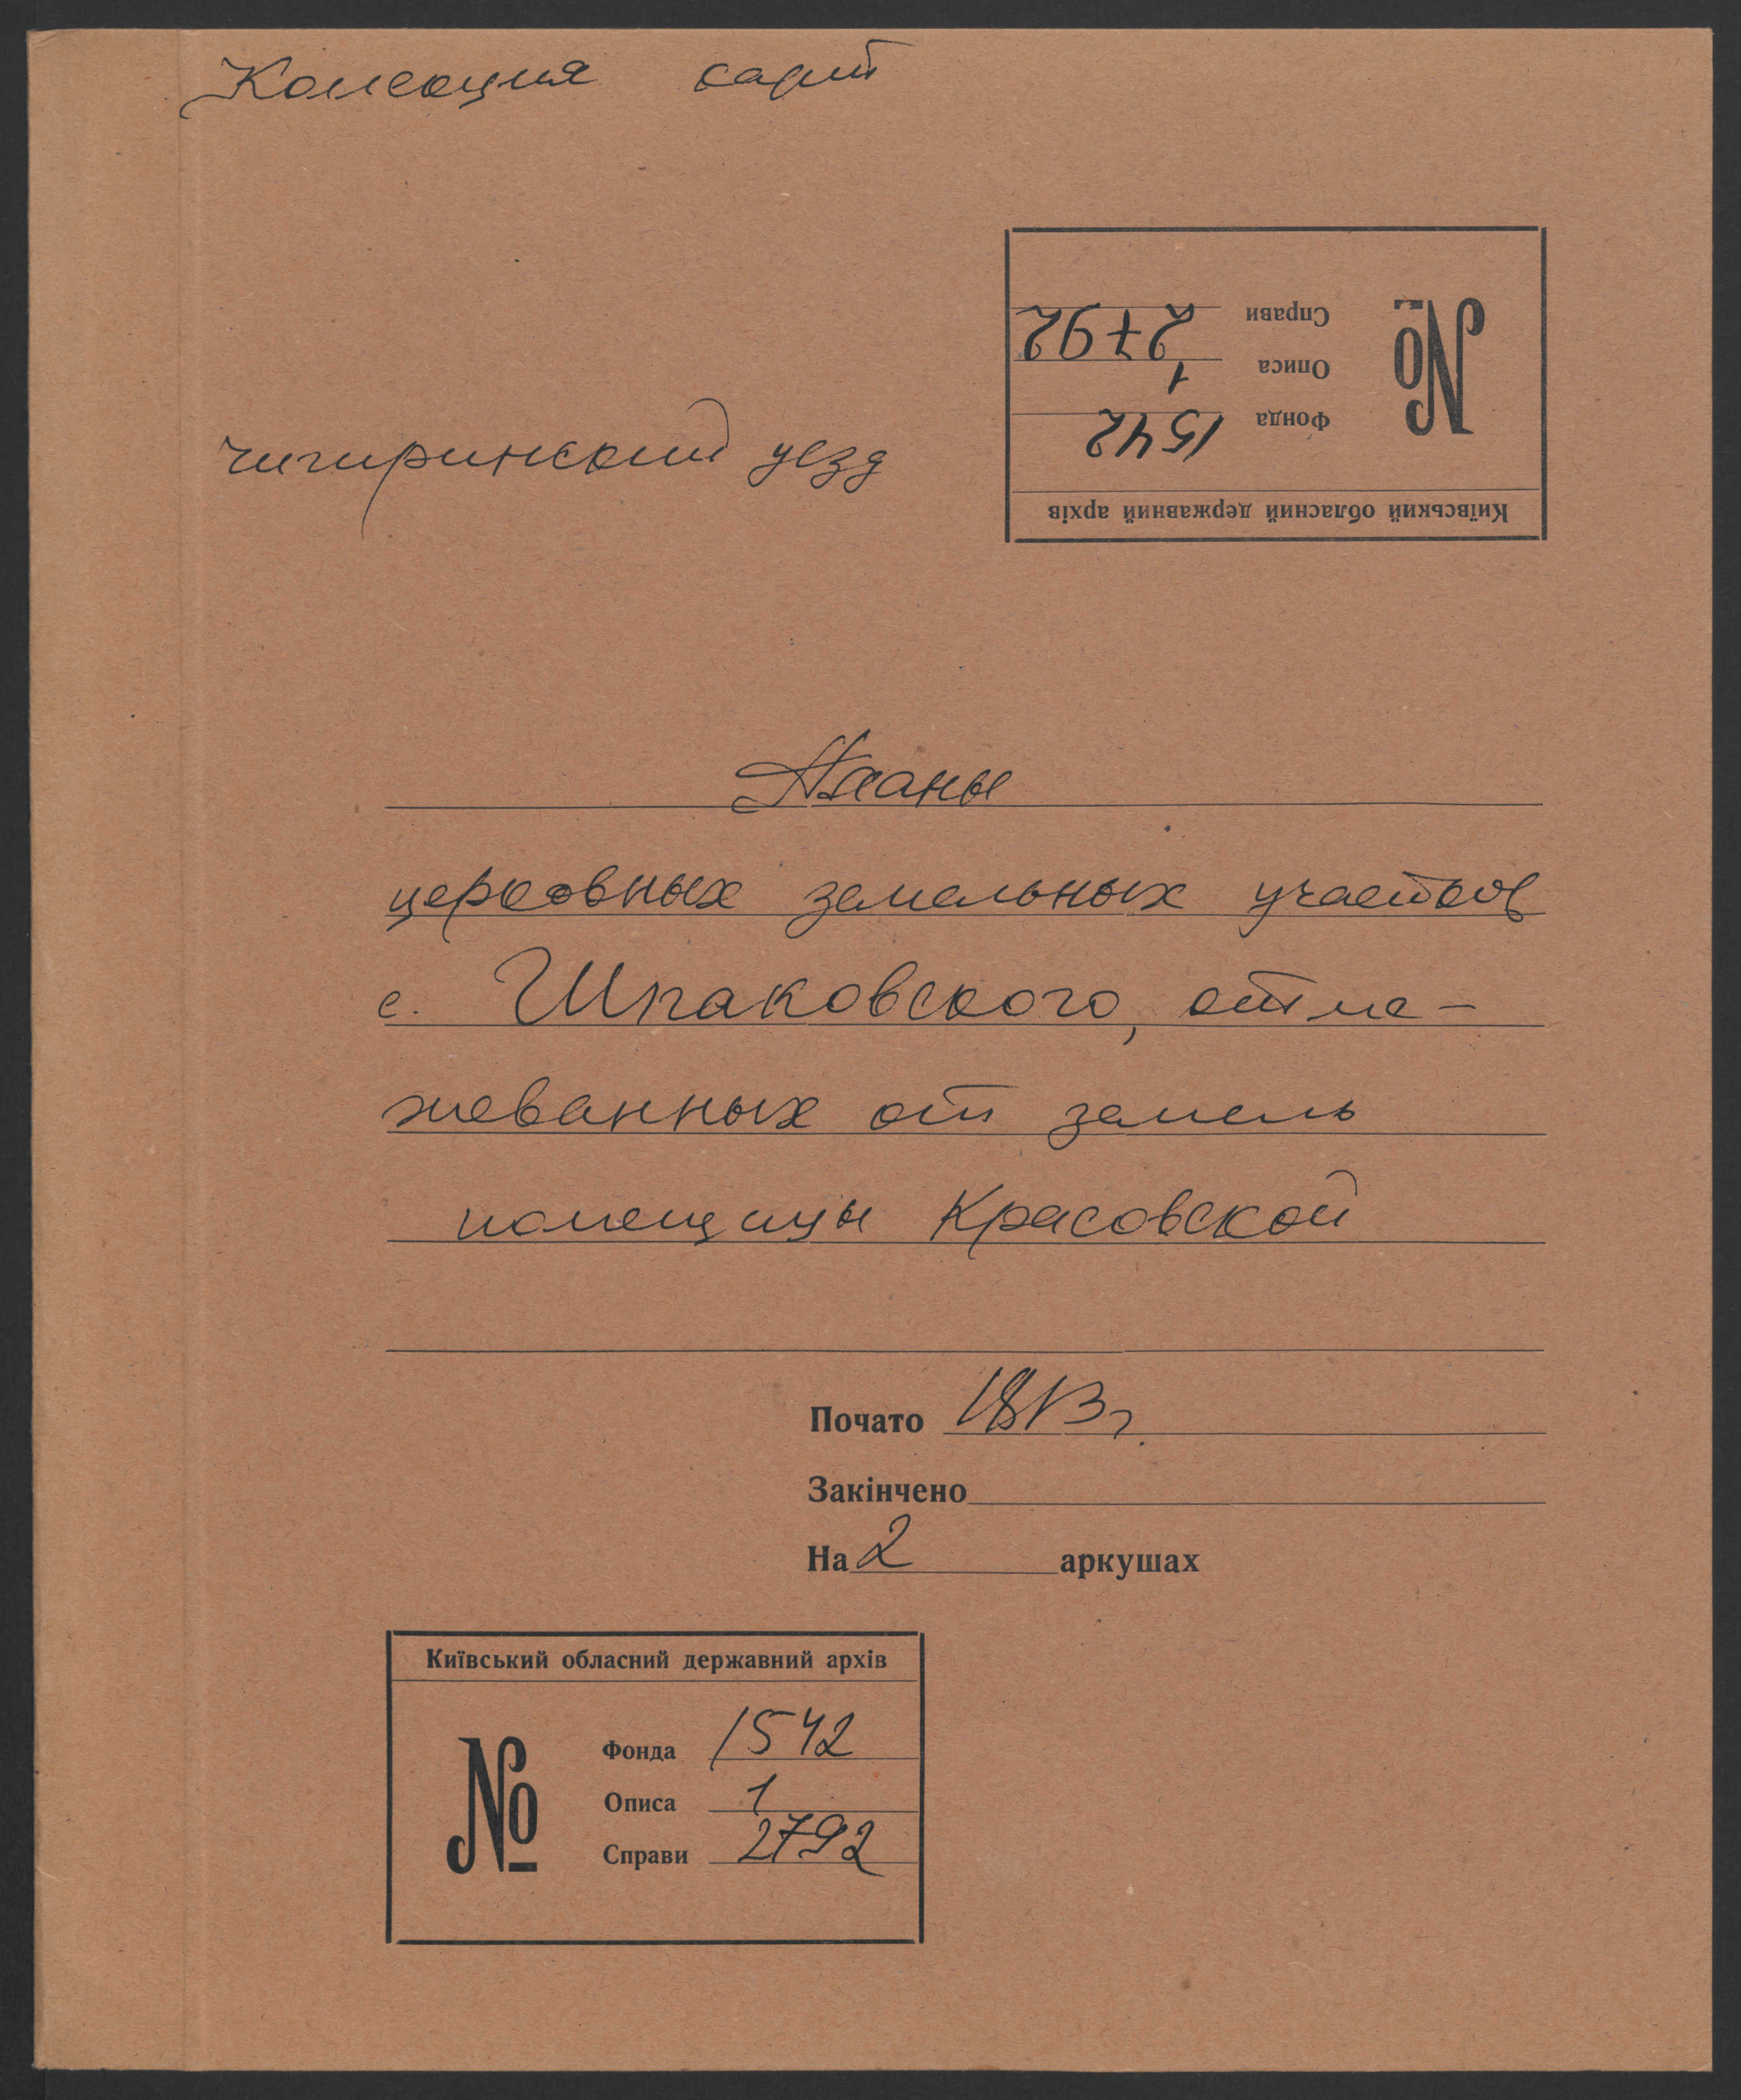 Коллекция карт
№
Справи 2792
Описа 1
Фонда 1542
Київський обласний державний архів
Чигиринский уезд
Планы
церковных земельных участков
с. Шпаковского, отме-
жеванных от земель
помещицы Красовской
Почато 1813 г.
Закінчено
На 2 аркушах
Київський обласний державний архів
№
Фонда 1542
Описа 1
Справи 2792